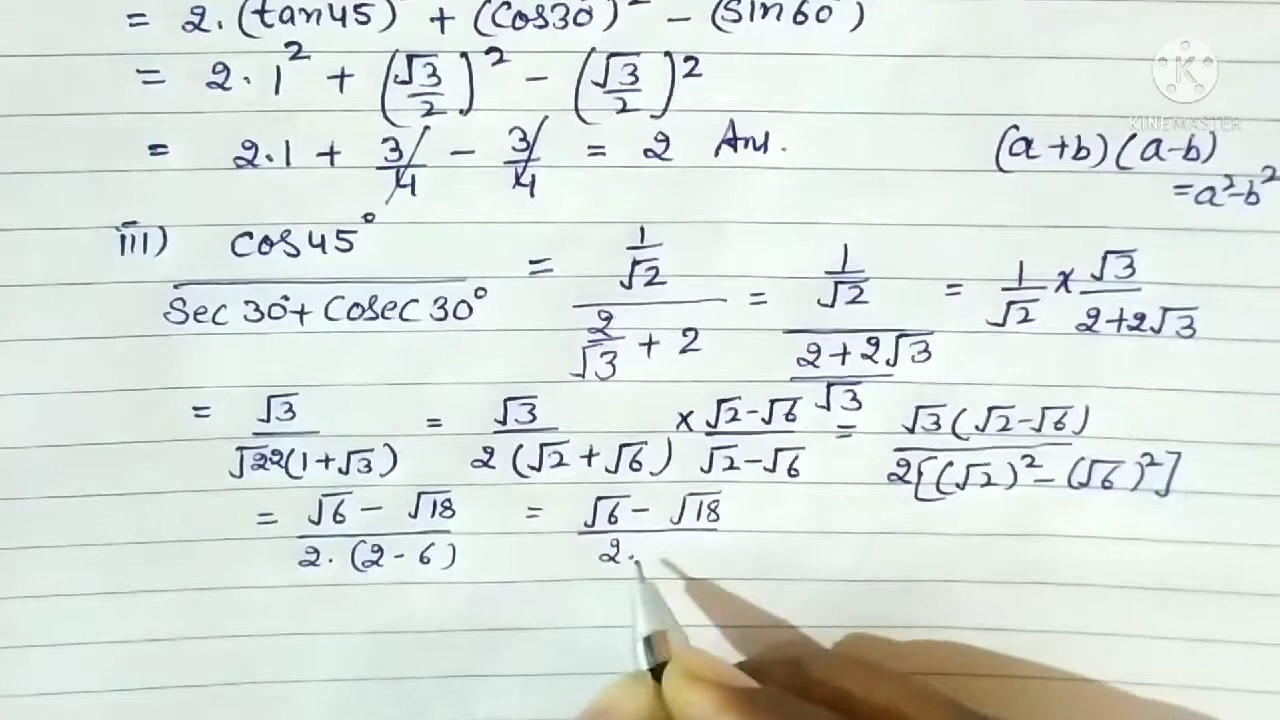 = 2.(tan45) + (cos30)² - (sin60)
= 2.1² + (√3/2)² - (√3/2)²
= 2.1 + 3/4 - 3/4 = 2 Ans.
(a+b)(a-b)
=a²-b²
iii) cos45° / Sec 30°+ Cosec 30° = 1/√2 / 2/√3 + 2 = 1/√2 / 2+2√3/√3 = 1/√2 × √3/2+2√3
= √3/√2 2(1+√3) = √3/2(√2+√6) × √2-√6/√2-√6 = √3(√2-√6)/2[(√2)²-(√6)²]
= √6 - √18/2.(2-6) = √6 - √18/2.
KINEMASTER